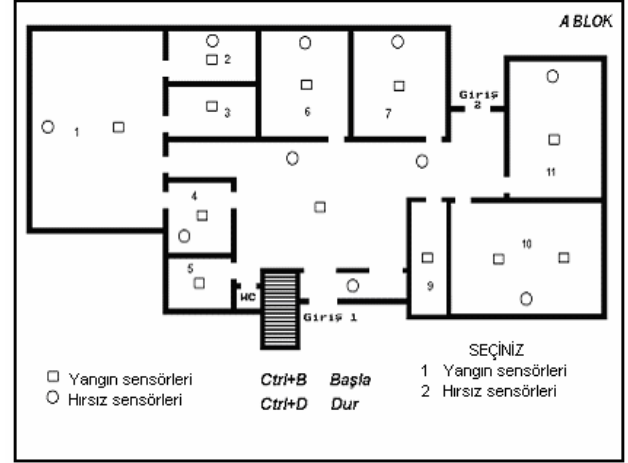 A BLOK
2
Giriş
2
3
6
7
1
11
4
10
5
9
WC
Giriş 1
SEÇİNİZ
1 Yangın sensörleri
2 Hırsız sensörleri
Yangın sensörleri
Hırsız sensörleri
Ctrl+B Başla
Ctrl+D Dur